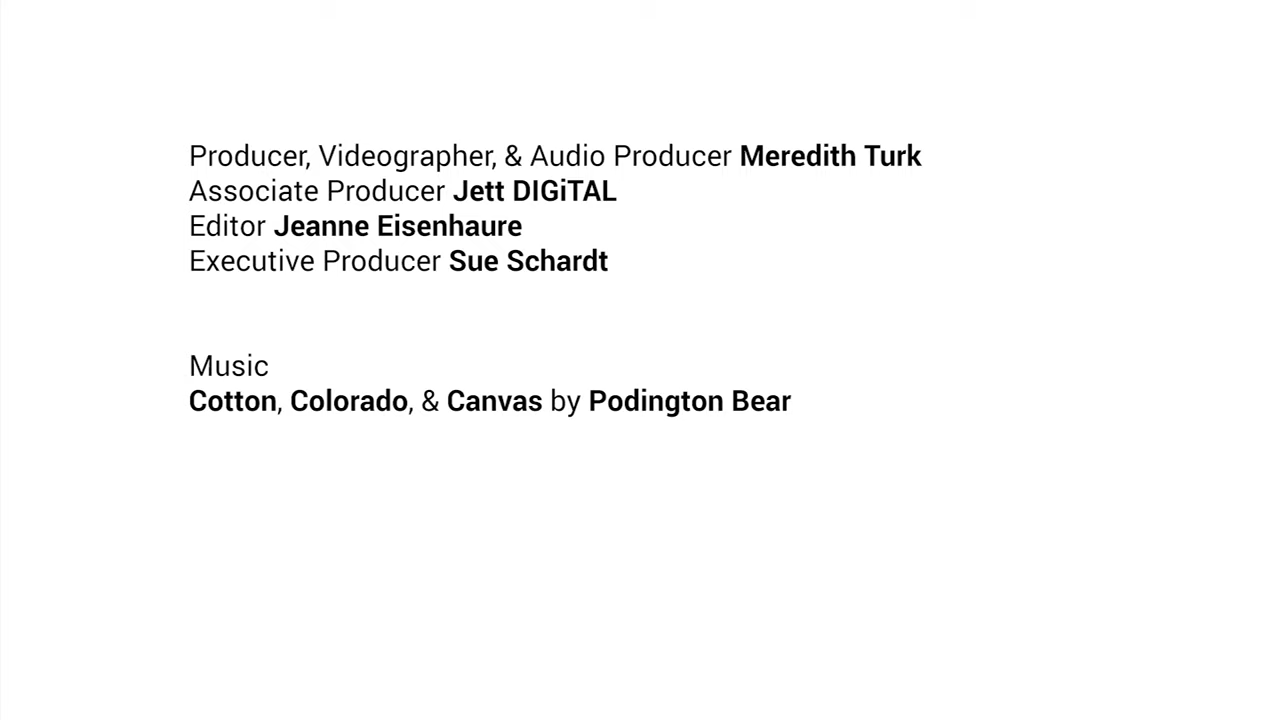 Producer, Videographer, & Audio Producer Meredith Turk
Associate Producer Jett DIGiTAL
Editor Jeanne Eisenhaure
Executive Producer Sue Schardt
Music
Cotton, Colorado, & Canvas by Podington Bear